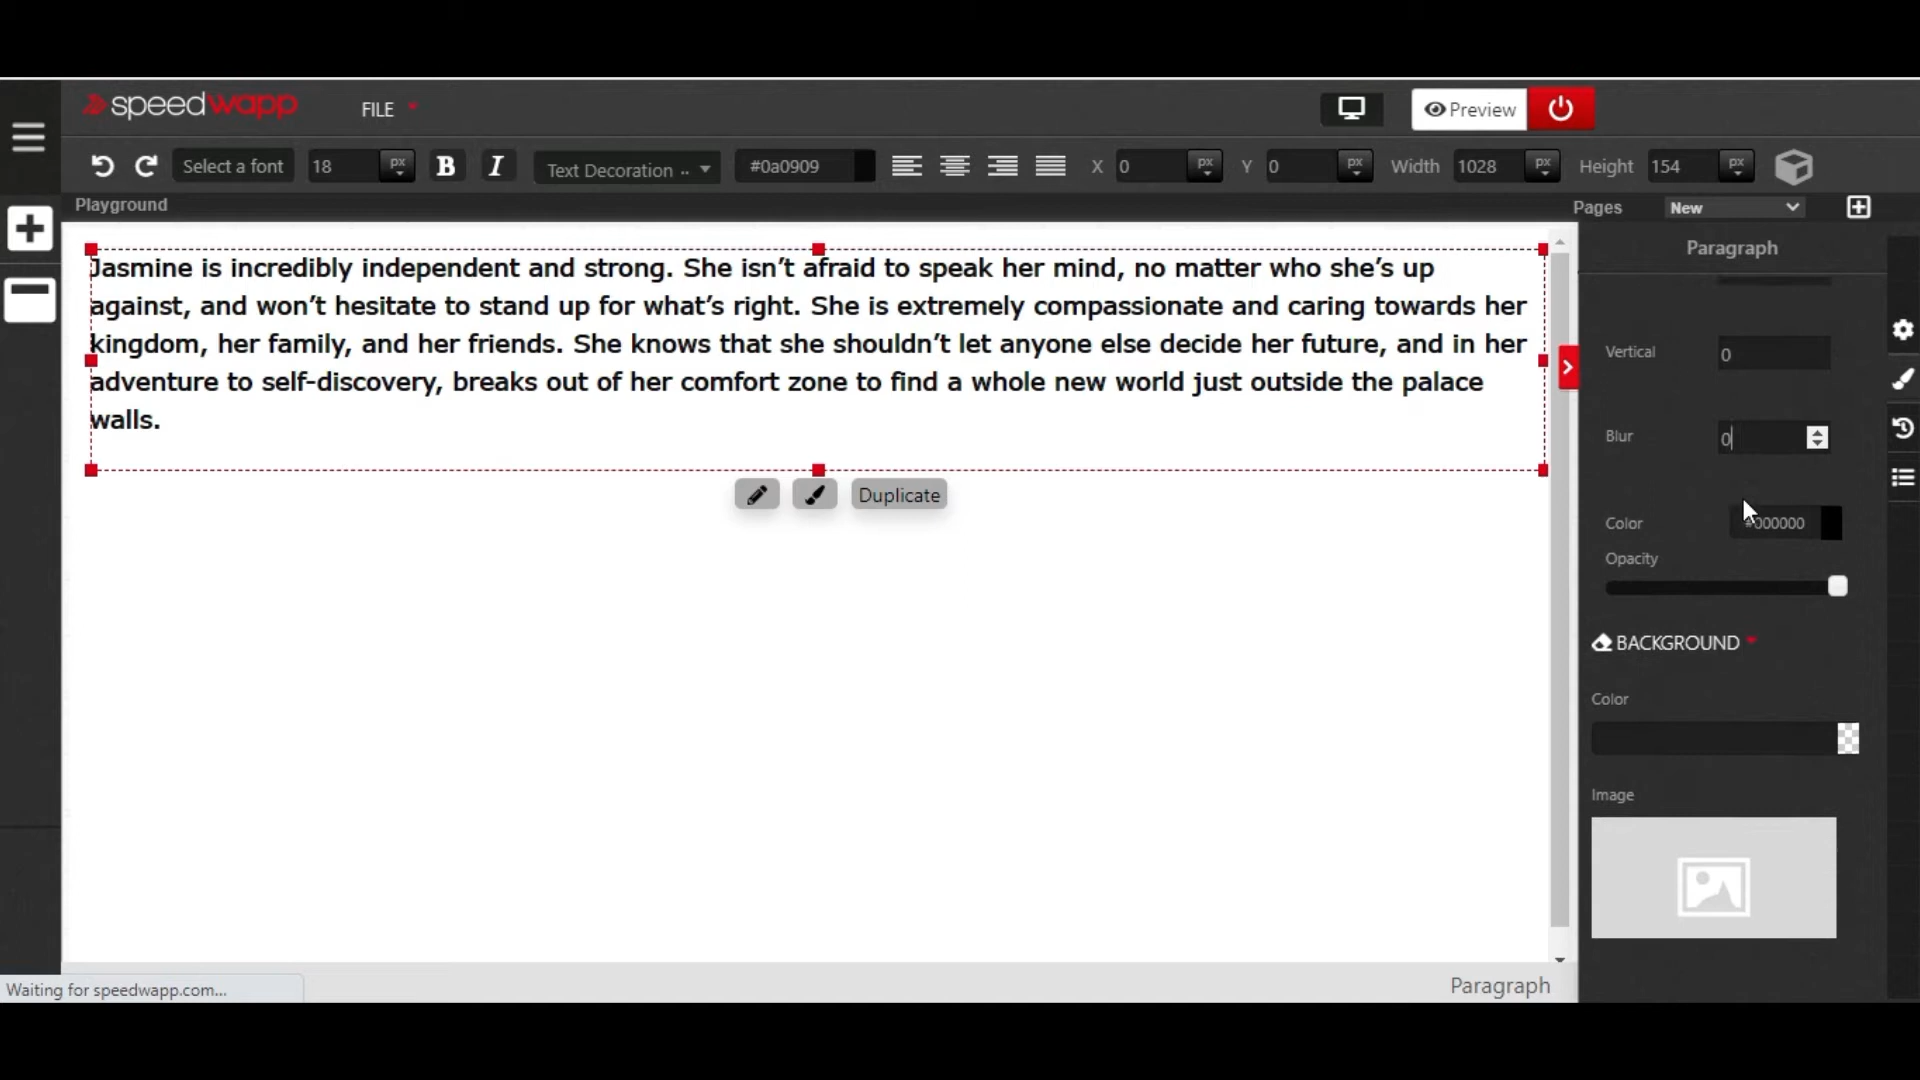 speedwapp FILE Preview
Select a font 18 px B I Text Decoration .. #0a0909 X 0 px Y 0 px Width 1028 px Height 154 px
Playground Pages New
Paragraph
Jasmine is incredibly independent and strong. She isn’t afraid to speak her mind, no matter who she’s up
against, and won’t hesitate to stand up for what’s right. She is extremely compassionate and caring towards her
kingdom, her family, and her friends. She knows that she shouldn’t let anyone else decide her future, and in her
adventure to self-discovery, breaks out of her comfort zone to find a whole new world just outside the palace
walls.
Duplicate
Vertical 0
Blur 0
Color #000000
Opacity
BACKGROUND
Color
Image
Waiting for speedwapp.com...
Paragraph